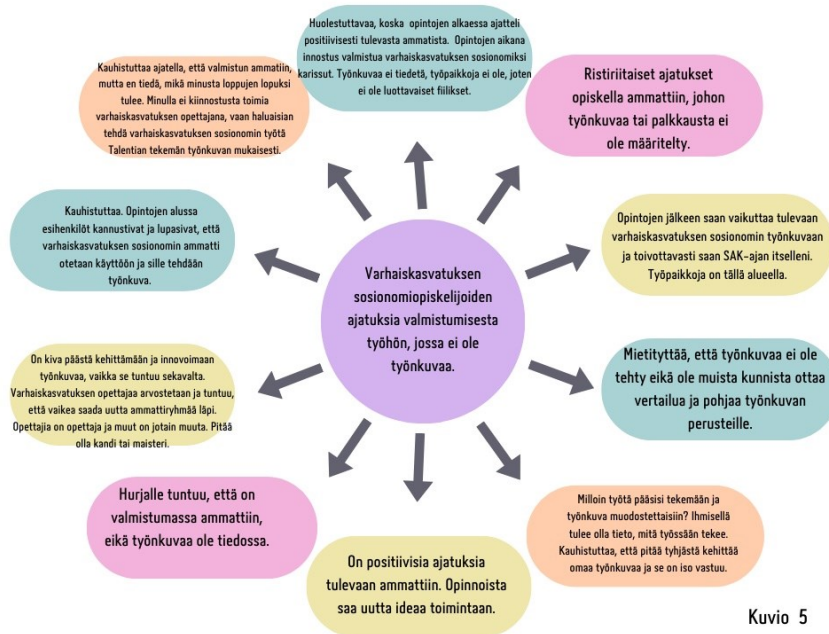 Huolestuttavaa, koska opintojen alkaessa ajatteli
positiivisesti tulevasta ammatista. Opintojen aikana
innostus valmistua varhaiskasvatuksen sosionomiksi
karissut. Työnkuvaa ei tiedetä, työpaikkoja ei ole, joten
ei ole luottavaiset fiilikset.
Kauhistuttaa ajatella, että valmistun ammatiin,
mutta en tiedä, mikä minusta loppujen lopuksi
tulee. Minulla ei kiinnostusta toimia
varhaiskasvatuksen opettajana, vaan haluaisian
tehdä varhaiskasvatuksen sosionomin työtä
Talentian tekemän työnkuvan mukaisesti.
Ristiriitaiset ajatukset
opiskella ammattiin, johon
työnkuvaa tai palkkausta ei
ole määritelty.
Kauhistuttaa. Opintojen alussa
esihenkilöt kannustivat ja lupasivat, että
varhaiskasvatuksen sosionomin ammatti
otetaan käyttöön ja sille tehdään
työnkuva.
Opintojen jälkeen saan vaikuttaa tulevaan
varhaiskasvatuksen sosionomin työnkuvaan
ja toivottavasti saan SAK-ajan itselleni.
Työpaikkoja on tällä alueella.
Varhaiskasvatuksen
sosionomiopiskelijoiden
ajatuksia valmistumisesta
työhön, jossa ei ole
työnkuvaa.
On kiva päästä kehittämään ja innovoimaan
työnkuvaa, vaikka se tuntuu sekavalta.
Varhaiskasvatuksen opettajaa arvostetaan ja tuntuu,
että vaikea saada uutta ammattiryhmää läpi.
Opettajia on opettaja ja muut on jotain muuta. Pitää
olla kandi tai maisteri.
Mietityttää, että työnkuvaa ei ole
tehty eikä ole muista kunnista ottaa
vertailua ja pohjaa työnkuvan
perusteille.
Hurjalle tuntuu, että on
valmistumassa ammattiin,
eikä työnkuvaa ole tiedossa.
Milloin työtä pääsisi tekemään ja
työnkuva muodostettaisiin? Ihmisellä
tulee olla tieto, mitä työssään tekee.
Kauhistuttaa, että pitää tyhjästä kehittää
omaa työnkuvaa ja se on iso vastuu.
On positiivisia ajatuksia
tulevaan ammattiin. Opinnoista
saa uutta ideaa toimintaan.
Kuvio 5